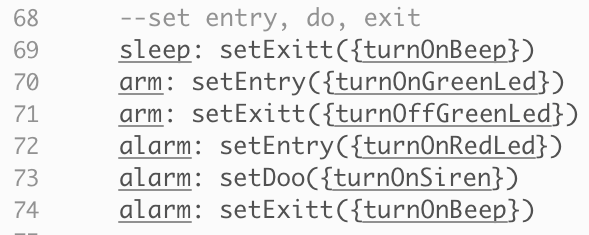 68 --set entry, do, exit
69 sleep: setExitt({turnOnBeep})
70 arm: setEntry({turnOnGreenLed})
71 arm: setExitt({turnOffGreenLed})
72 alarm: setEntry({turnOnRedLed})
73 alarm: setDoo({turnOnSiren})
74 alarm: setExitt({turnOnBeep})